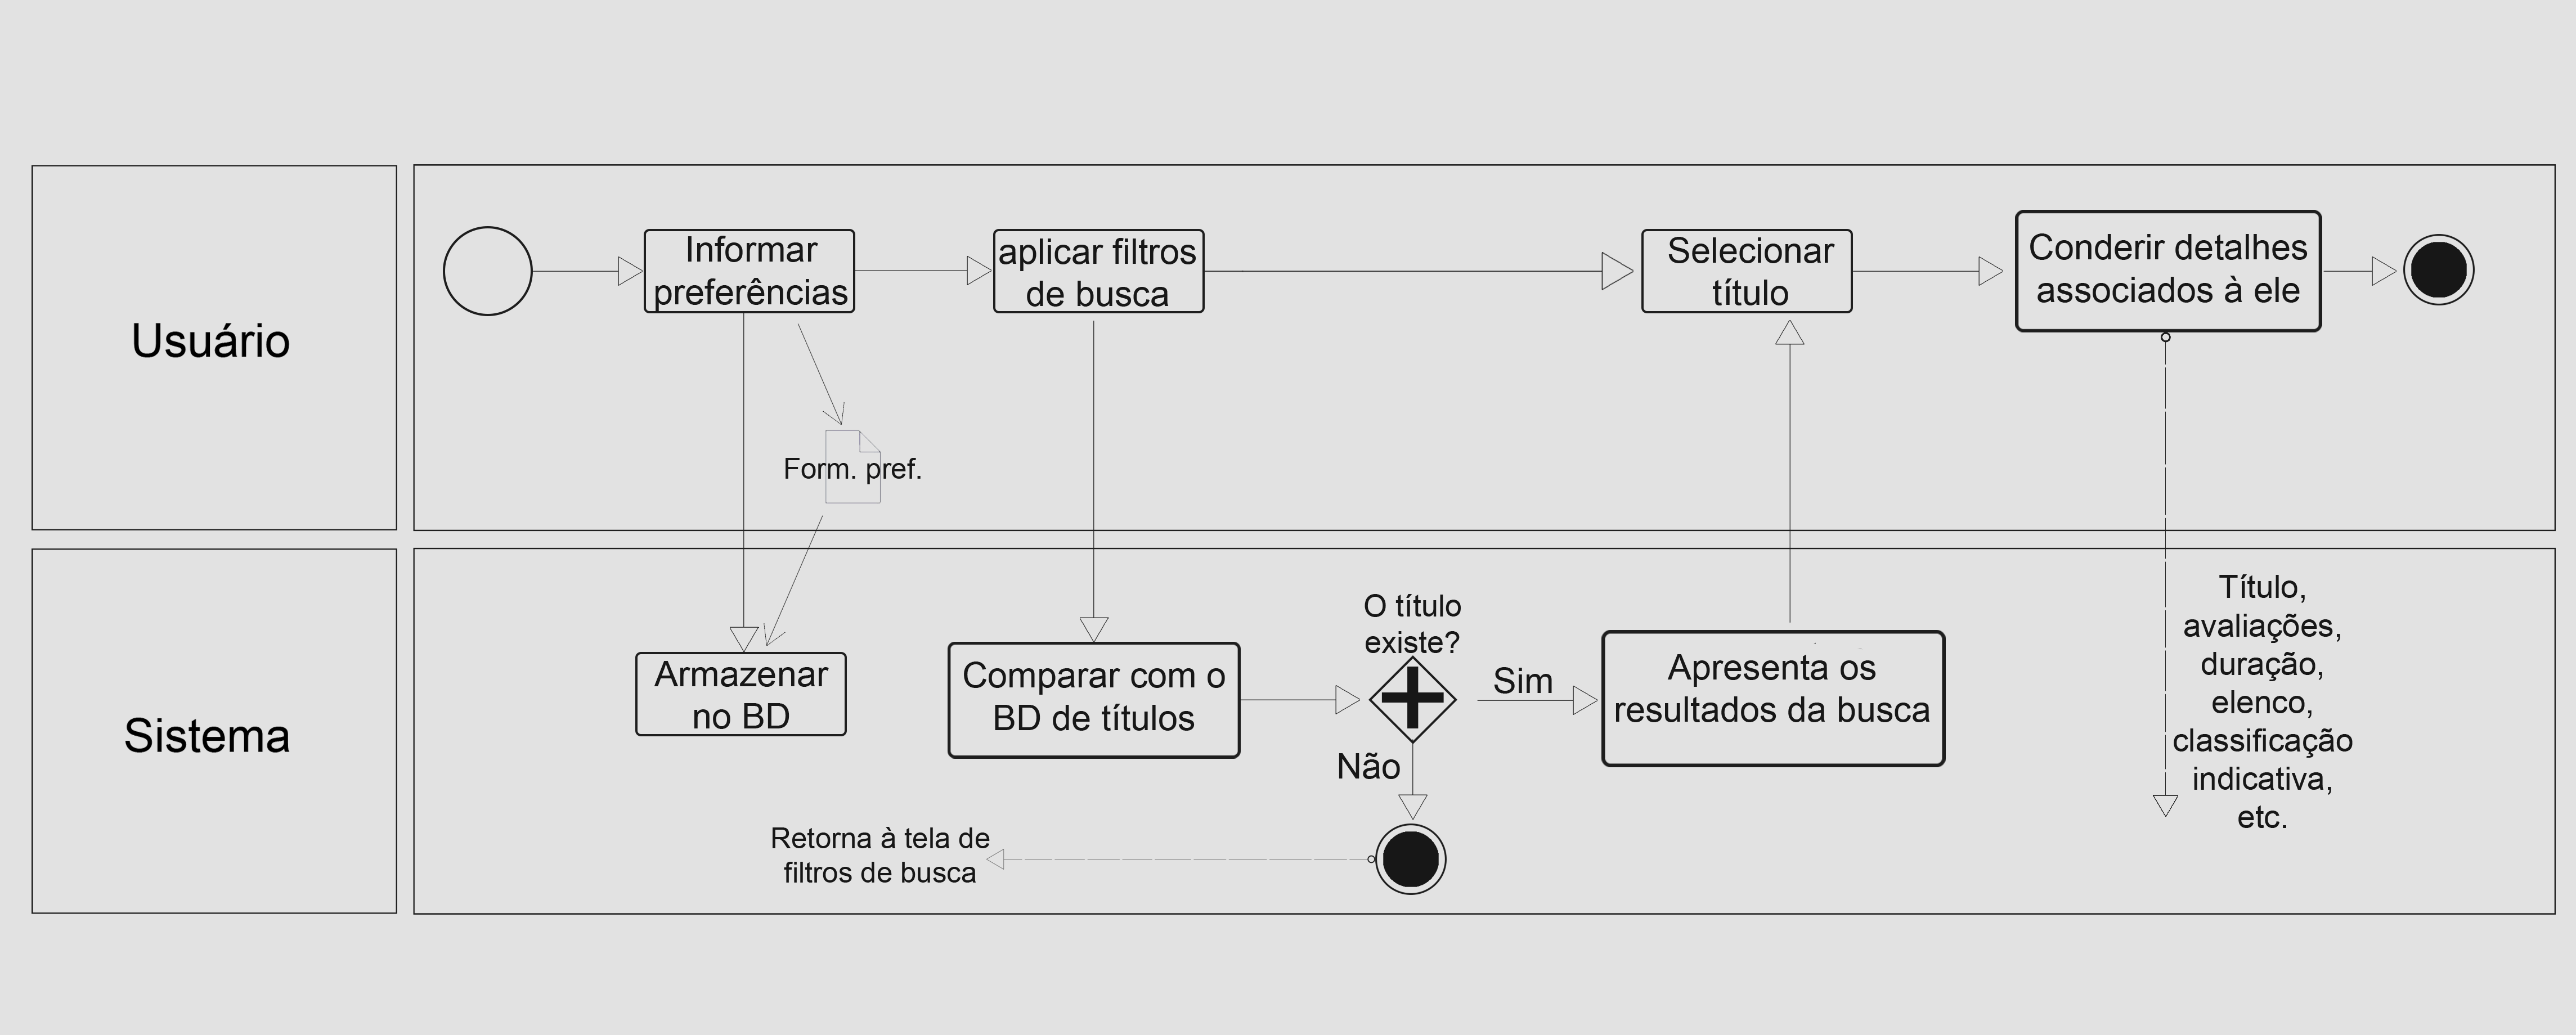 Usuário
Informar
preferências
aplicar filtros
de busca
Selecionar
título
Conderir detalhes
associados à ele
Form. pref.
Sistema
Armazenar
no BD
Comparar com o
BD de títulos
O título
existe?
Sim
Não
Apresenta os
resultados da busca
Retorna à tela de
filtros de busca
Título,
avaliações,
duração,
elenco,
classificação
indicativa,
etc.